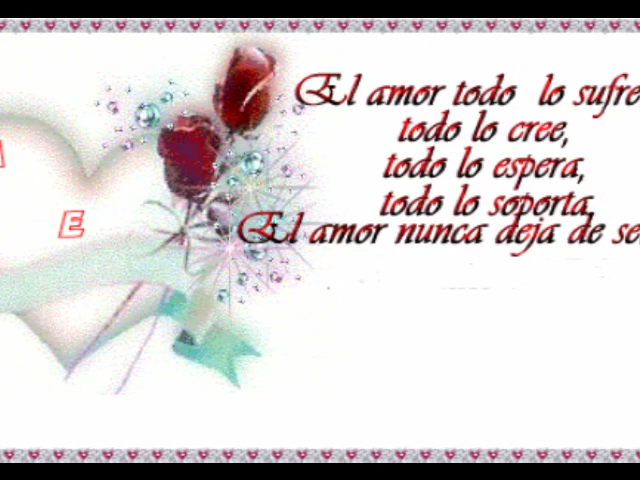 El amor todo lo sufre
todo lo cree,
todo lo espera,
todo lo soporta
El amor nunca deja de se
E